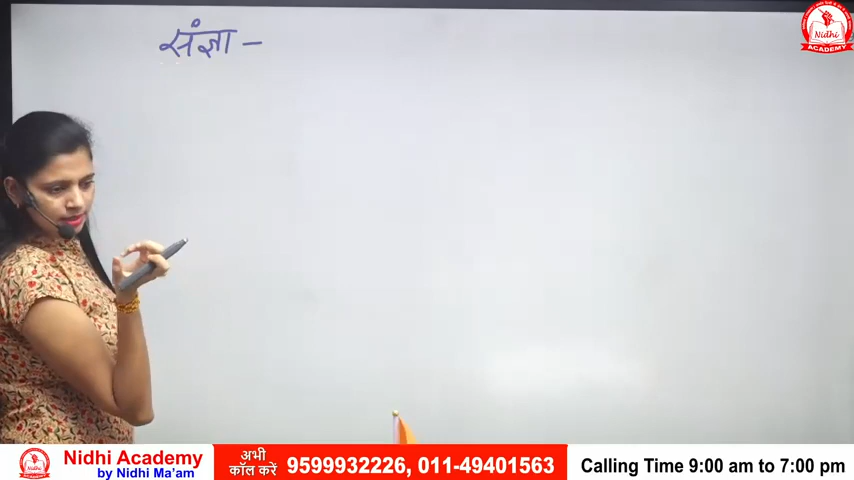 संज्ञा -
Nidhi
ACADEMY
Nidhi Academy
by Nidhi Ma'am
अभी
कॉल करें
9599932226, 011-49401563
Calling Time 9:00 am to 7:00 pm